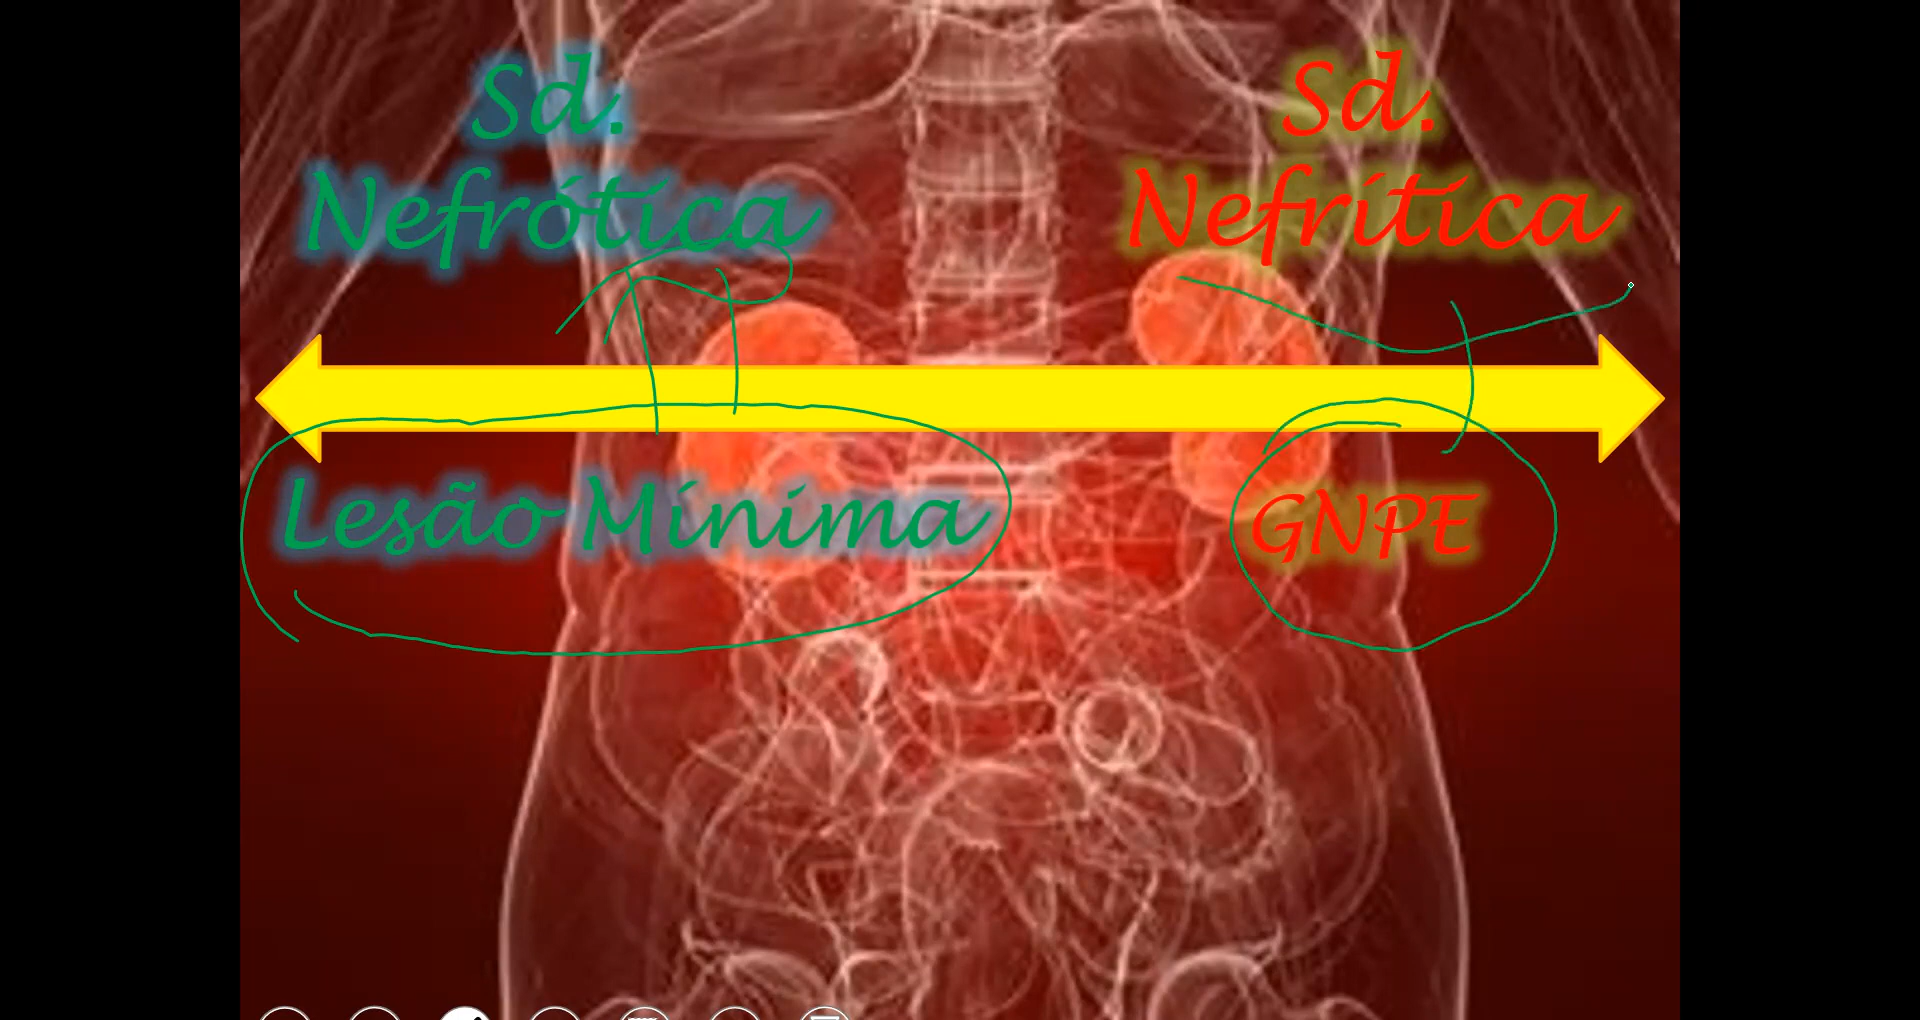 Sd.
Nefrótica
Sd.
Nefrítica
Lesão Mínima
GNPE